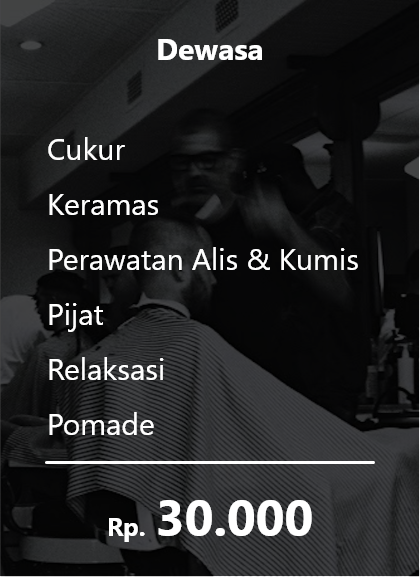 Dewasa
Cukur
Keramas
Perawatan Alis & Kumis
Pijat
Relaksasi
Pomade
Rp. 30.000